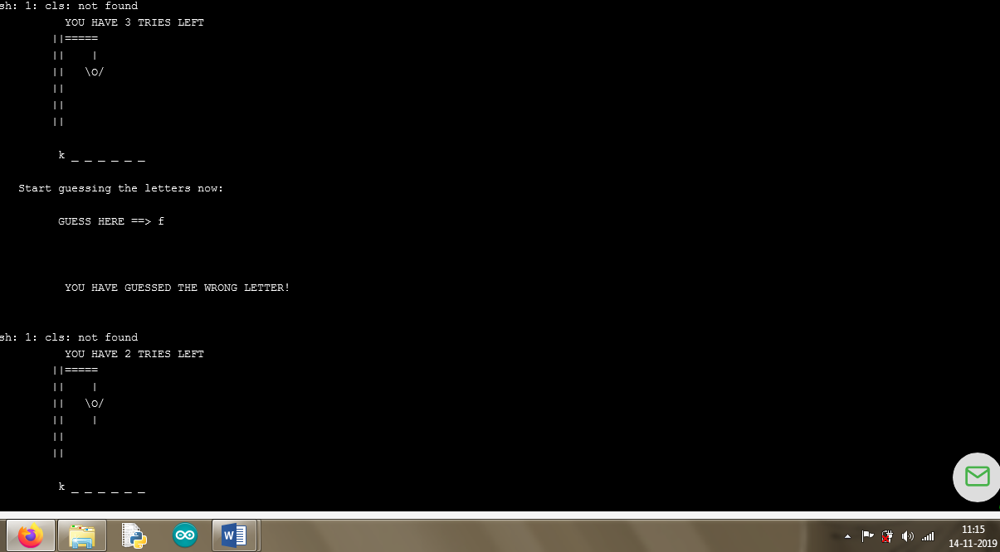 sh: 1: cls: not found
YOU HAVE 3 TRIES LEFT
||=====
||    |
||   \O/
||
||
||
k _ _ _ _ _ _
Start guessing the letters now:
GUESS HERE ==> f
YOU HAVE GUESSED THE WRONG LETTER!
sh: 1: cls: not found
YOU HAVE 2 TRIES LEFT
||=====
||    |
||   \O/
||    |
||
||
k _ _ _ _ _ _
W
11:15
14-11-2019